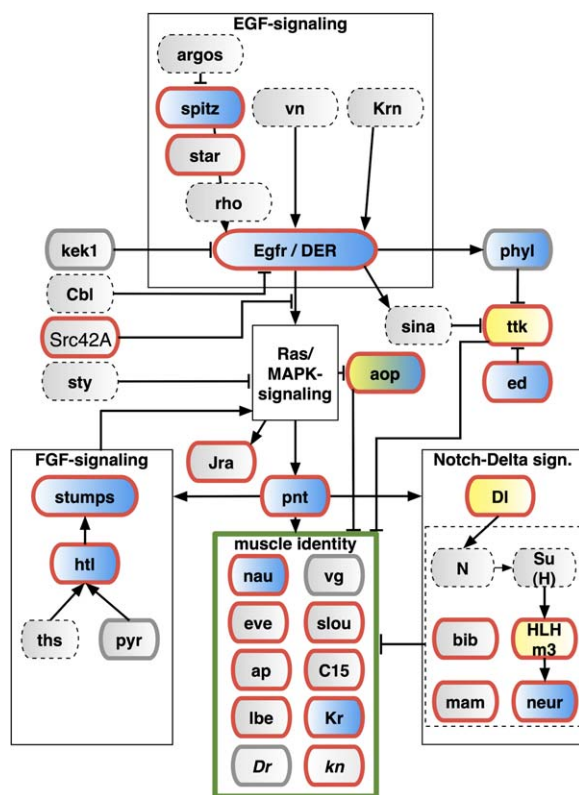 EGF-signaling
argos
spitz
vn
Krn
star
rho
kek1
Egfr / DER
phyl
Cbl
Src42A
sina
ttk
Ras/
MAPK-
signaling
sty
aop
ed
Jra
FGF-signaling
Notch-Delta sign.
stumps
pnt
Dl
muscle identity
htl
nau
vg
N
Su
(H)
ths
pyr
eve
slou
bib
HLH
m3
ap
C15
lbe
Kr
mam
neur
Dr
kn